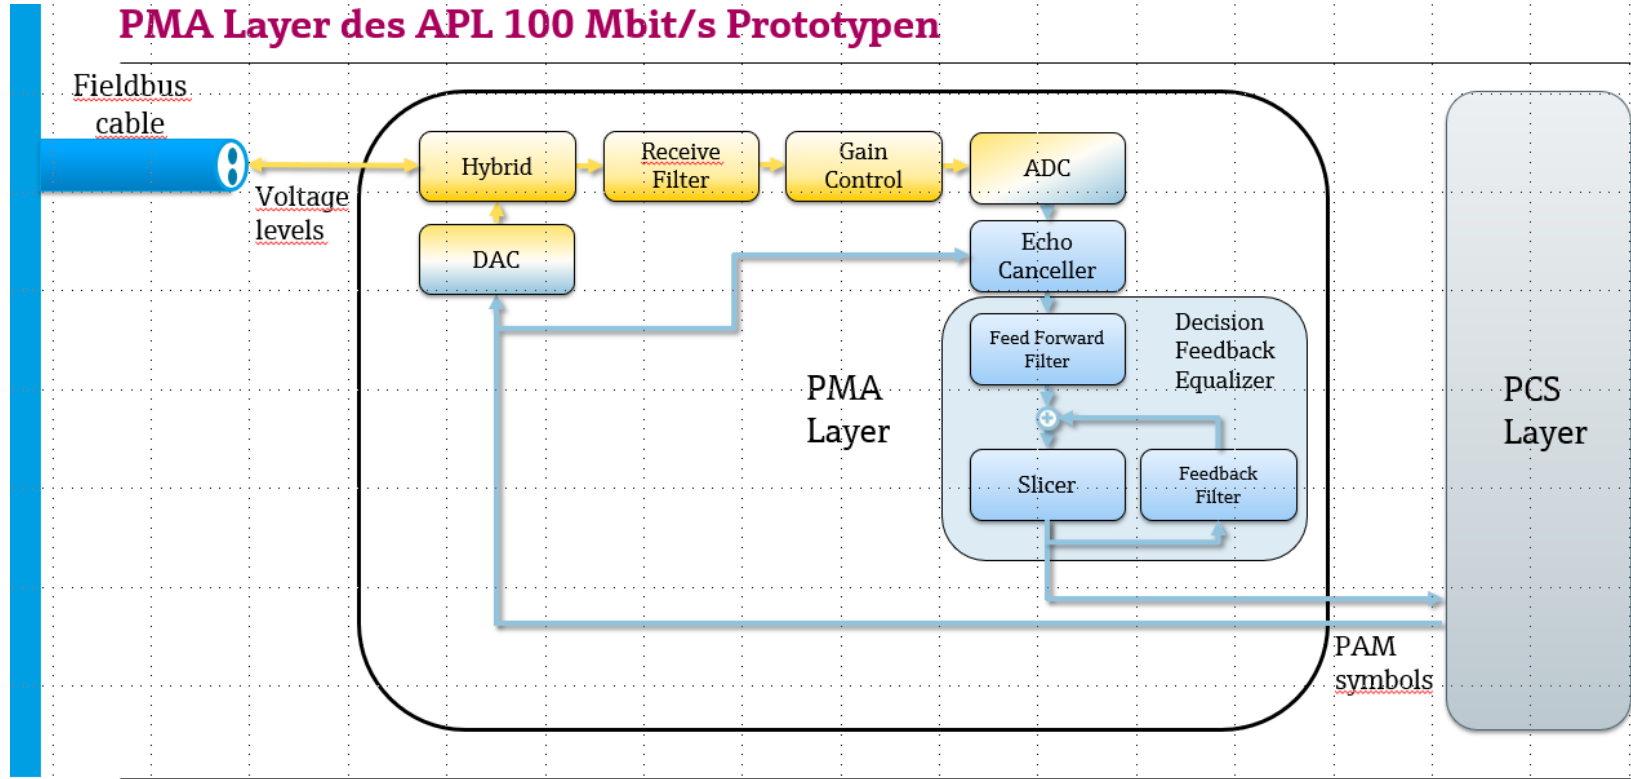 PMA Layer des APL 100 Mbit/s Prototypen
Fieldbus
cable
Voltage
levels
Hybrid
Receive
Filter
Gain
Control
ADC
DAC
Echo
Canceller
Feed Forward
Filter
Decision
Feedback
Equalizer
PMA
Layer
Slicer
Feedback
Filter
PCS
Layer
PAM
symbols